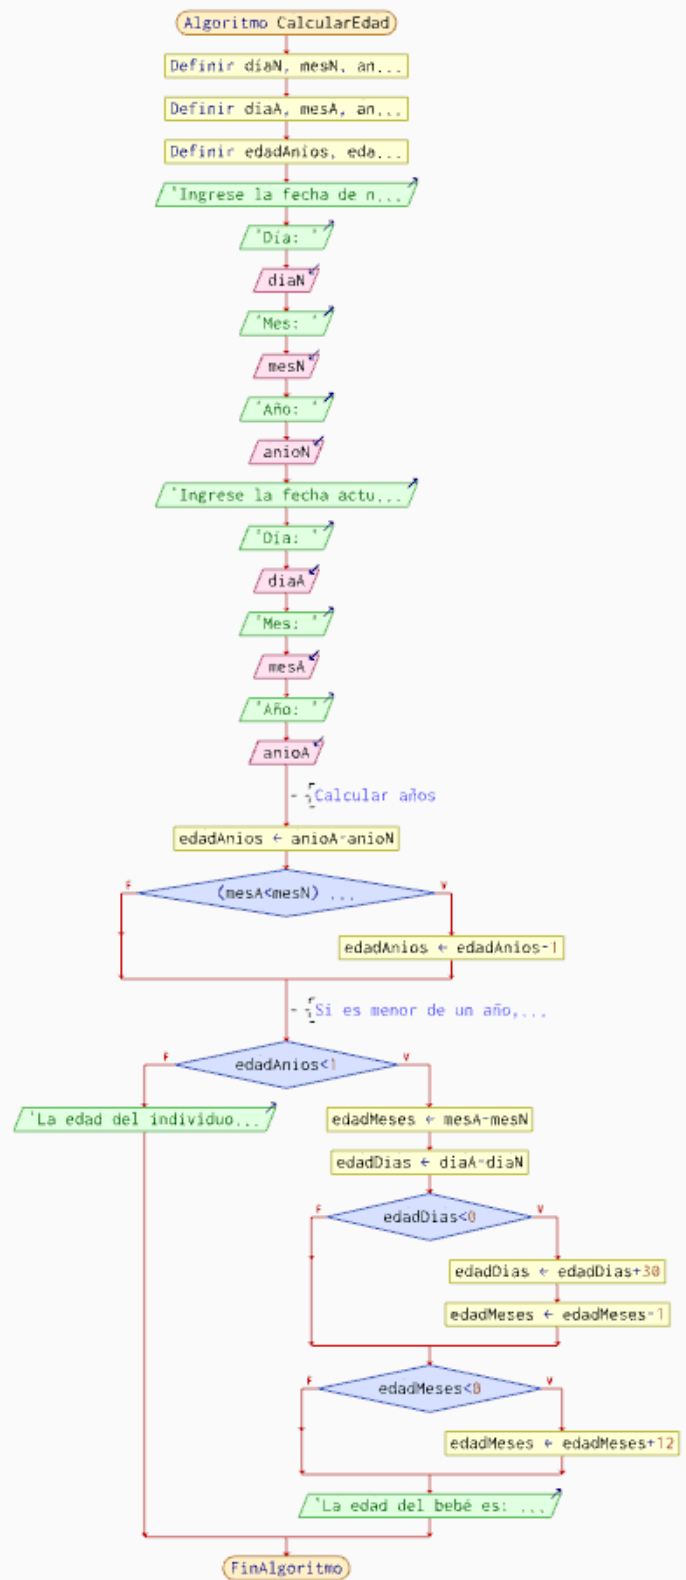 Algoritmo CalcularEdad
Definir diaN, mesN, an...
Definir diaA, mesA, an...
Definir edadAnios, eda...
'Ingrese la fecha de n...
'Día: '
diaN
'Mes: '
mesN
'Año: '
anioN
'Ingrese la fecha actu...
'Día: '
diaA
'Mes: '
mesA
'Año: '
anioA
Calcular años
edadAnios ← anioA-anioN
F (mesA<mesN) ... V
edadAnios ← edadAnios-1
Si es menor de un año,...
F edadAnios<1 V
'La edad del individuo... edadMeses ← mesA-mesN
edadDias ← diaA-diaN
F edadDias<0 V
edadDias ← edadDias+30
edadMeses ← edadMeses-1
F edadMeses<0 V
edadMeses ← edadMeses+12
'La edad del bebé es: ...
FinAlgoritmo